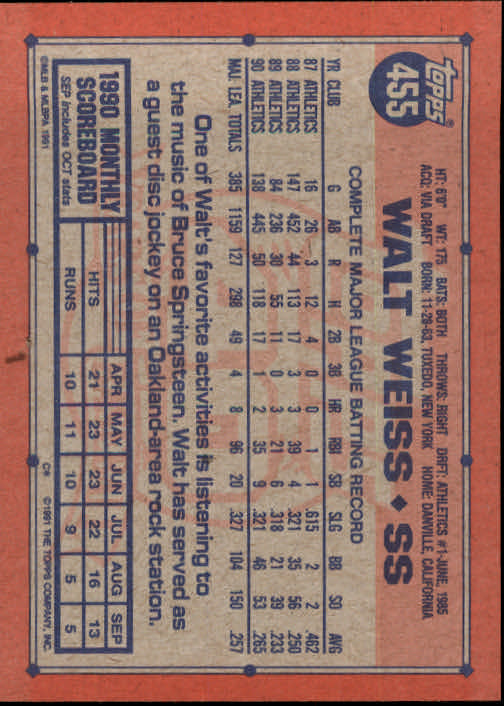 TOPPS®
455
HT: 6'0" WT: 175 BATS: BOTH THROWS: RIGHT DRFT: ATHLETICS #1-JUNE, 1985
ACQ: VIA DRAFT BORN: 11-28-63, TUXEDO, NEW YORK HOME: DANVILLE, CALIFORNIA
WALT WEISS ♦ SS
COMPLETE MAJOR LEAGUE BATTING RECORD
YR CLUB G AB R H 2B 3B HR RBI SB SLG BB SO AVG
87 ATHLETICS 16 26 3 12 4 0 0 1 1 .615 2 2 .462
88 ATHLETICS 147 452 44 113 17 3 3 39 4 .321 35 56 .250
89 ATHLETICS 84 236 30 55 11 0 3 21 6 .318 21 39 .233
90 ATHLETICS 138 445 50 118 17 1 2 35 9 .321 46 53 .265
MAJ. LEA. TOTALS 385 1159 127 298 49 4 8 96 20 .327 104 150 .257
One of Walt's favorite activities is listening to
the music of Bruce Springsteen. Walt has served as
a guest disc jockey on an Oakland-area rock station.
1990 MONTHLY
SCOREBOARD
SEP includes OCT stats
APR MAY JUN JUL AUG SEP
HITS 21 23 23 22 16 13
RUNS 10 11 10 9 5 5
©MLB & MLBPA 1991
C* ©1991 THE TOPPS COMPANY, INC.